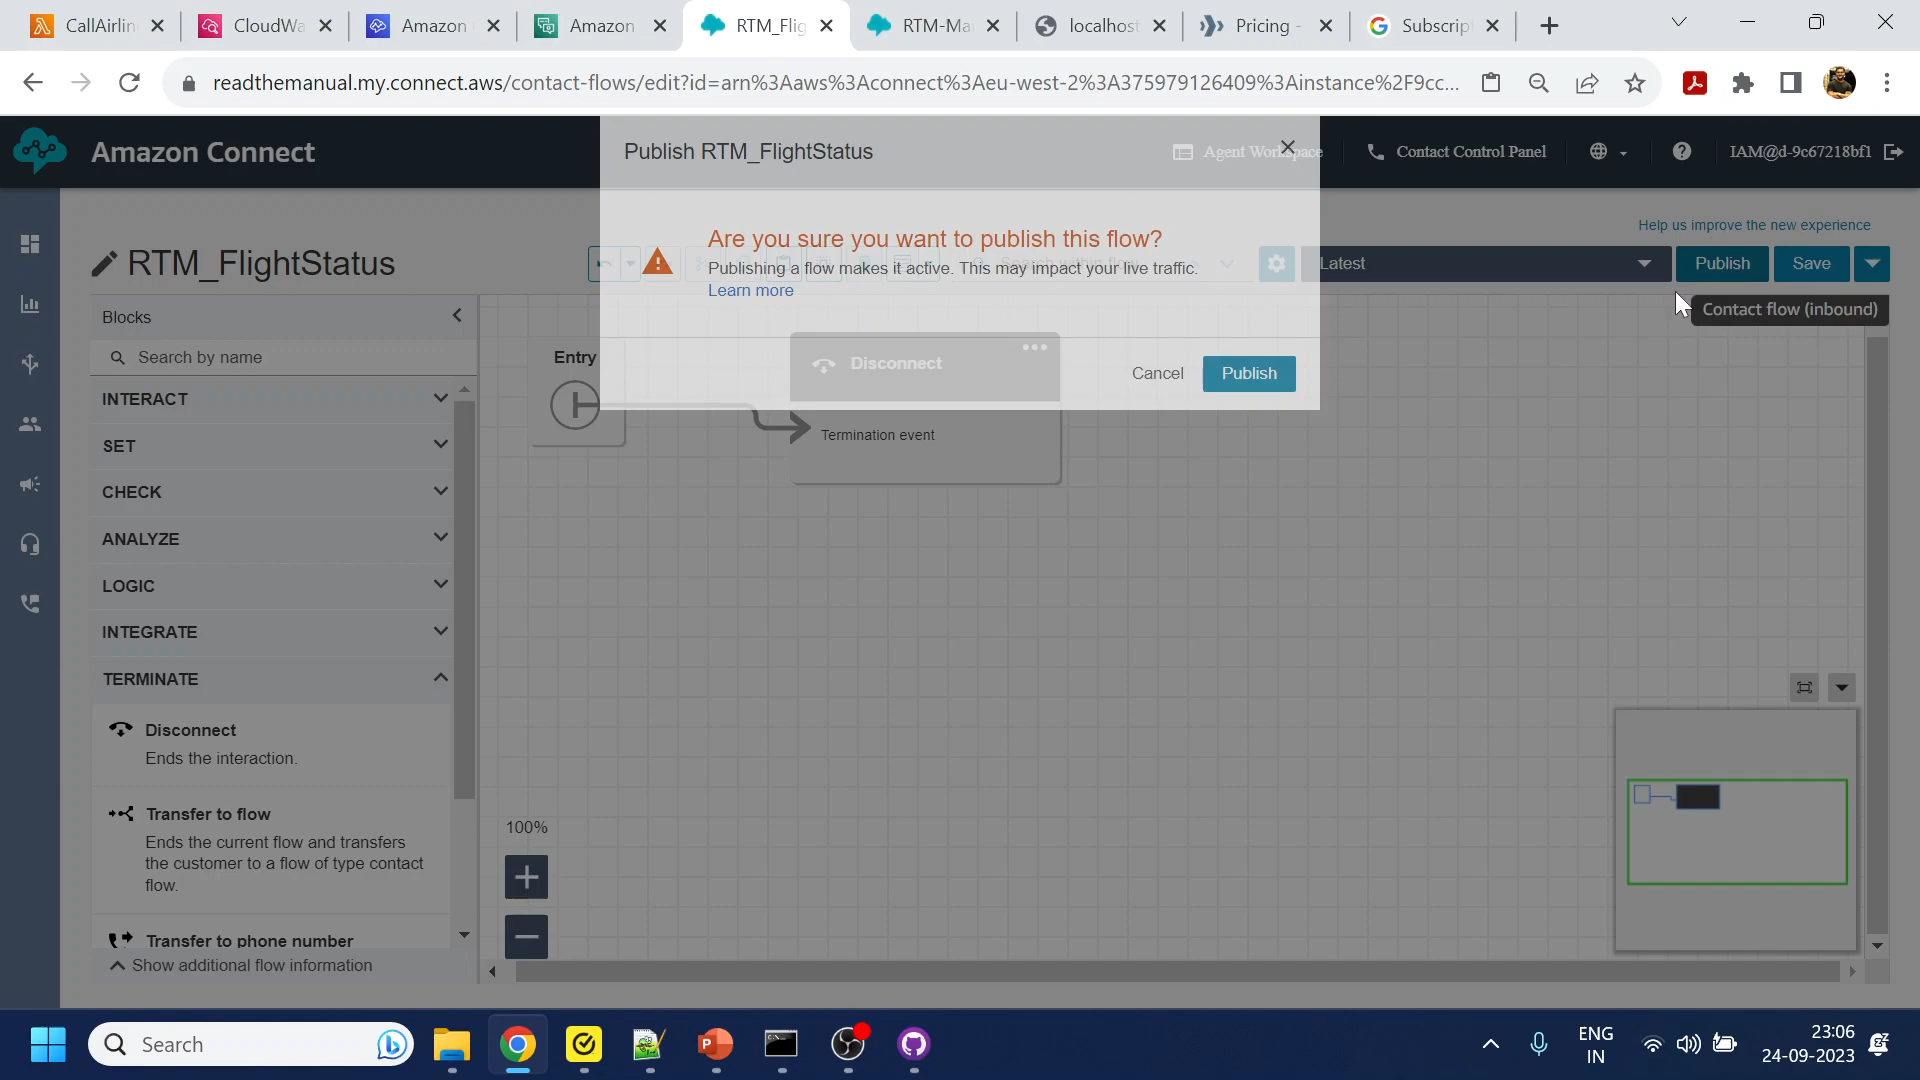 CallAirlin
CloudWa
Amazon
Amazon
RTM_Flig
RTM-Mai
localhost
Pricing -
Subscript
readthemanual.my.connect.aws/contact-flows/edit?id=arn%3Aaws%3Aconnect%3Aeu-west-2%3A375979126409%3Ainstance%2F9cc...
Amazon Connect
Publish RTM_FlightStatus
Agent Workspace
Contact Control Panel
IAM@d-9c67218bf1
Help us improve the new experience
RTM_FlightStatus
Are you sure you want to publish this flow?
Publishing a flow makes it active. This may impact your live traffic.
Learn more
Latest
Publish
Save
Contact flow (inbound)
Cancel
Publish
Blocks
Search by name
INTERACT
SET
CHECK
ANALYZE
LOGIC
INTEGRATE
TERMINATE
Disconnect
Ends the interaction.
Transfer to flow
Ends the current flow and transfers
the customer to a flow of type contact
flow.
Transfer to phone number
Show additional flow information
Entry
Disconnect
Termination event
100%
Search
ENG
IN
23:06
24-09-2023